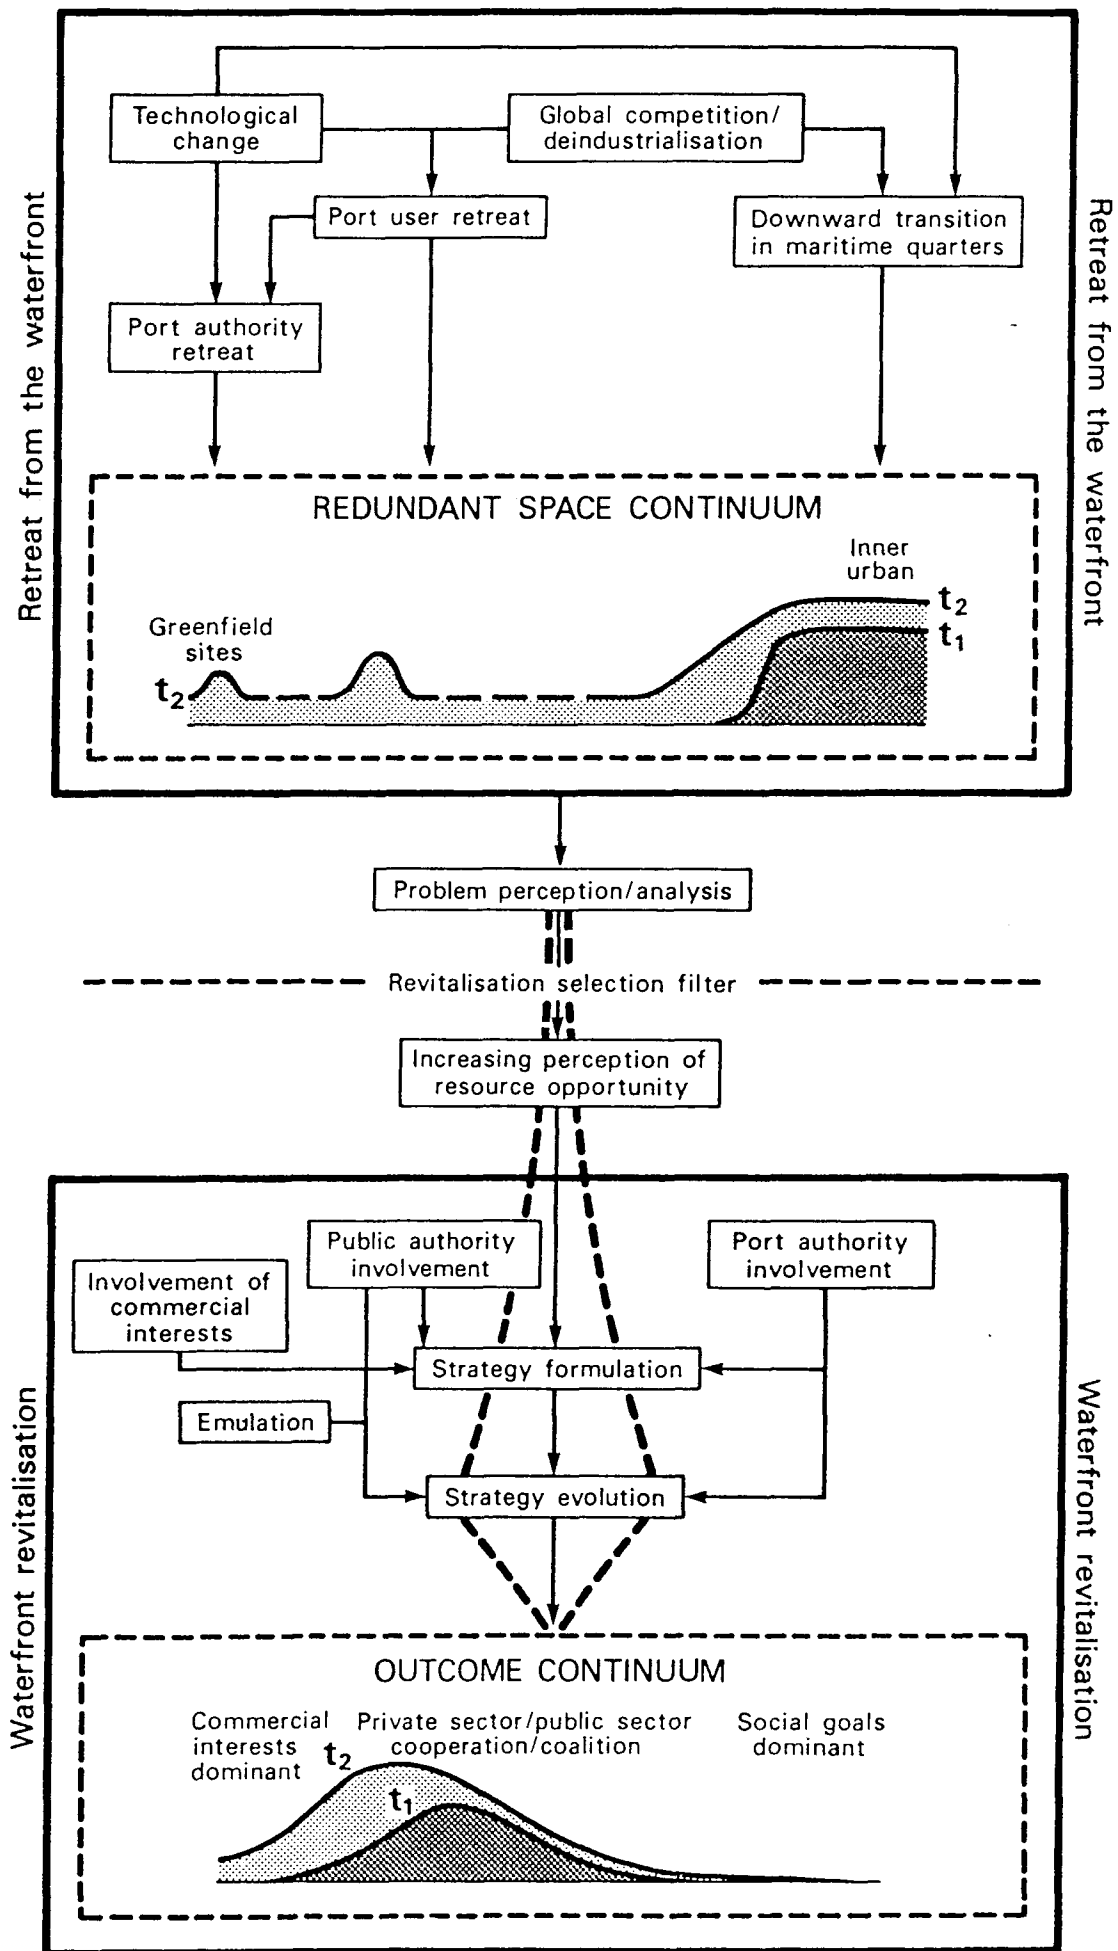 Technological
change
Global competition/
deindustrialisation
Port user retreat
Downward transition
in maritime quarters
Port authority
retreat
Retreat from the waterfront
Retreat from the waterfront
REDUNDANT SPACE CONTINUUM
Inner
urban
t2
t1
Greenfield
sites
t2
Problem perception/analysis
Revitalisation selection filter
Increasing perception of
resource opportunity
Public authority
involvement
Port authority
involvement
Involvement of
commercial
interests
Strategy formulation
Emulation
Strategy evolution
Waterfront revitalisation
Waterfront revitalisation
OUTCOME CONTINUUM
Commercial
interests
dominant
Private sector/public sector
cooperation/coalition
Social goals
dominant
t2
t1